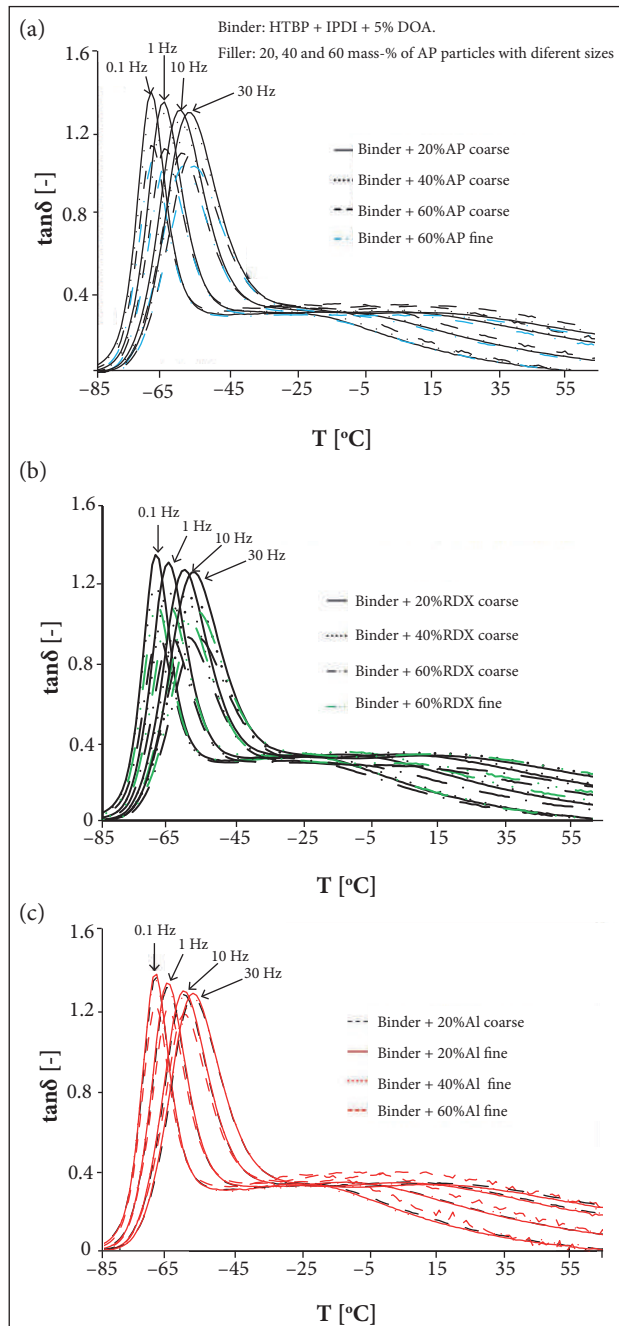 (a)
Binder: HTBP + IPDI + 5% DOA.
Filler: 20, 40 and 60 mass-% of AP particles with diferent sizes
1.6
1 Hz
0.1 Hz
10 Hz
30 Hz
1.2
0.8
0.4
0
tanδ [-]
Binder + 20%AP coarse
Binder + 40%AP coarse
Binder + 60%AP coarse
Binder + 60%AP fine
−85 −65 −45 −25 −5 15 35 55
T [ºC]
(b)
1.6
0.1 Hz
1 Hz
10 Hz
30 Hz
1.2
0.8
0.4
0
tanδ [-]
Binder + 20%RDX coarse
Binder + 40%RDX coarse
Binder + 60%RDX coarse
Binder + 60%RDX fine
−85 −65 −45 −25 −5 15 35 55
T [ºC]
(c)
1.6
0.1 Hz
1 Hz
10 Hz
30 Hz
1.2
0.8
0.4
0
tanδ [-]
Binder + 20%Al coarse
Binder + 20%Al fine
Binder + 40%Al fine
Binder + 60%Al fine
−85 −65 −45 −25 −5 15 35 55
T [ºC]